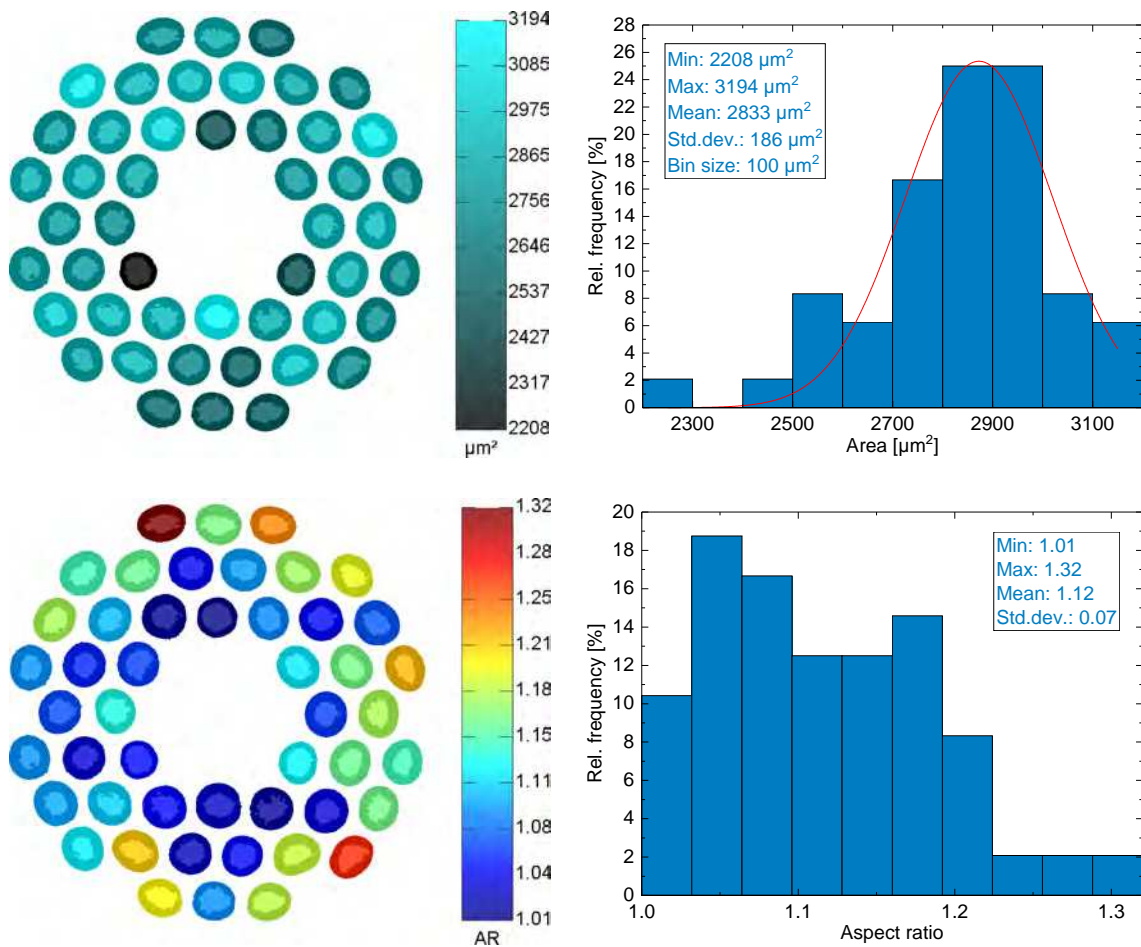 3194
3085
2975
2865
2756
2646
2537
2427
2317
2208
µm²
28
26
24
22
20
18
16
14
12
10
8
6
4
2
0
Rel. frequency [%]
Min: 2208 µm²
Max: 3194 µm²
Mean: 2833 µm²
Std.dev.: 186 µm²
Bin size: 100 µm²
2300 2500 2700 2900 3100
Area [µm²]
1.32
1.28
1.25
1.21
1.18
1.15
1.11
1.08
1.04
1.01
AR
20
18
16
14
12
10
8
6
4
2
0
Rel. frequency [%]
Min: 1.01
Max: 1.32
Mean: 1.12
Std.dev.: 0.07
1.0 1.1 1.2 1.3
Aspect ratio